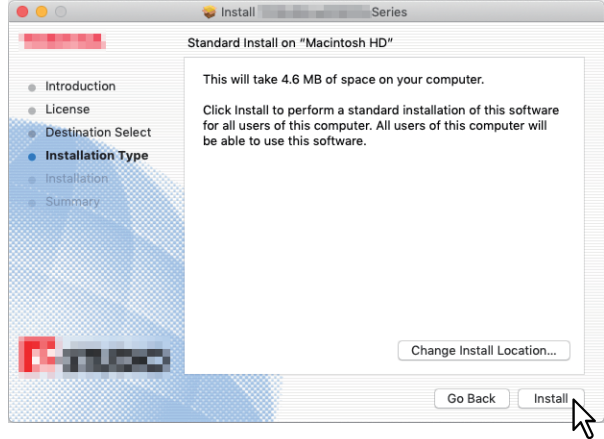 Install Series
Standard Install on “Macintosh HD”
Introduction
License
Destination Select
Installation Type
Installation
Summary
This will take 4.6 MB of space on your computer.
Click Install to perform a standard installation of this software
for all users of this computer. All users of this computer will
be able to use this software.
Change Install Location...
Go Back
Install